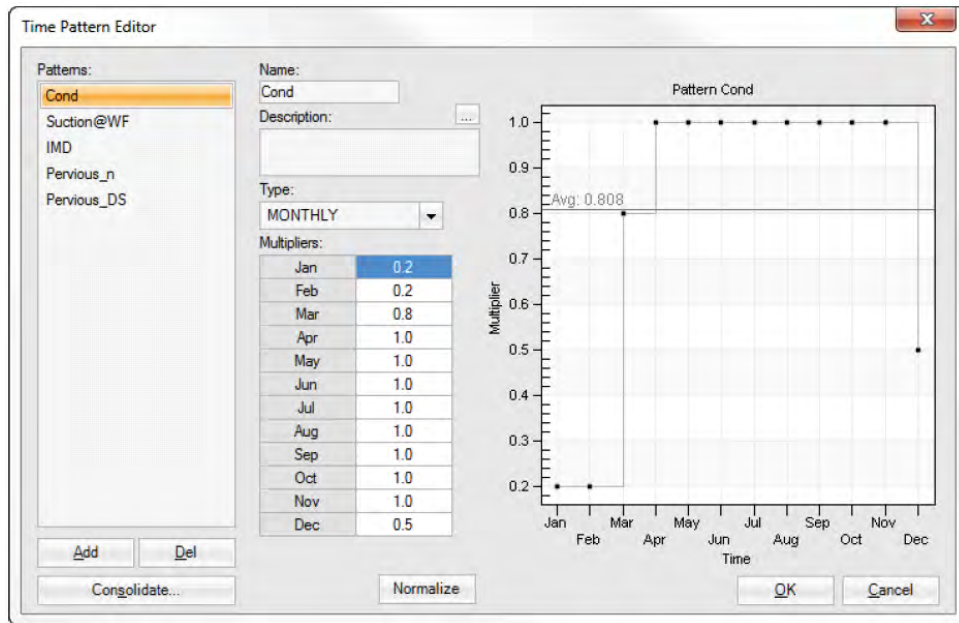 Time Pattern Editor
x
Patterns:
Cond
Suction@WF
IMD
Pervious_n
Pervious_DS
Add Del
Consolidate...
Name:
Cond
Description:
...
Type:
MONTHLY
Multipliers:
Jan 0.2
Feb 0.2
Mar 0.8
Apr 1.0
May 1.0
Jun 1.0
Jul 1.0
Aug 1.0
Sep 1.0
Oct 1.0
Nov 1.0
Dec 0.5
Normalize
Pattern Cond
Multiplier
1.0
0.9
Avg: 0.808
0.8
0.7
0.6
0.5
0.4
0.3
0.2
Jan Mar May Jul Sep Nov
Feb Apr Jun Aug Oct Dec
Time
OK Cancel